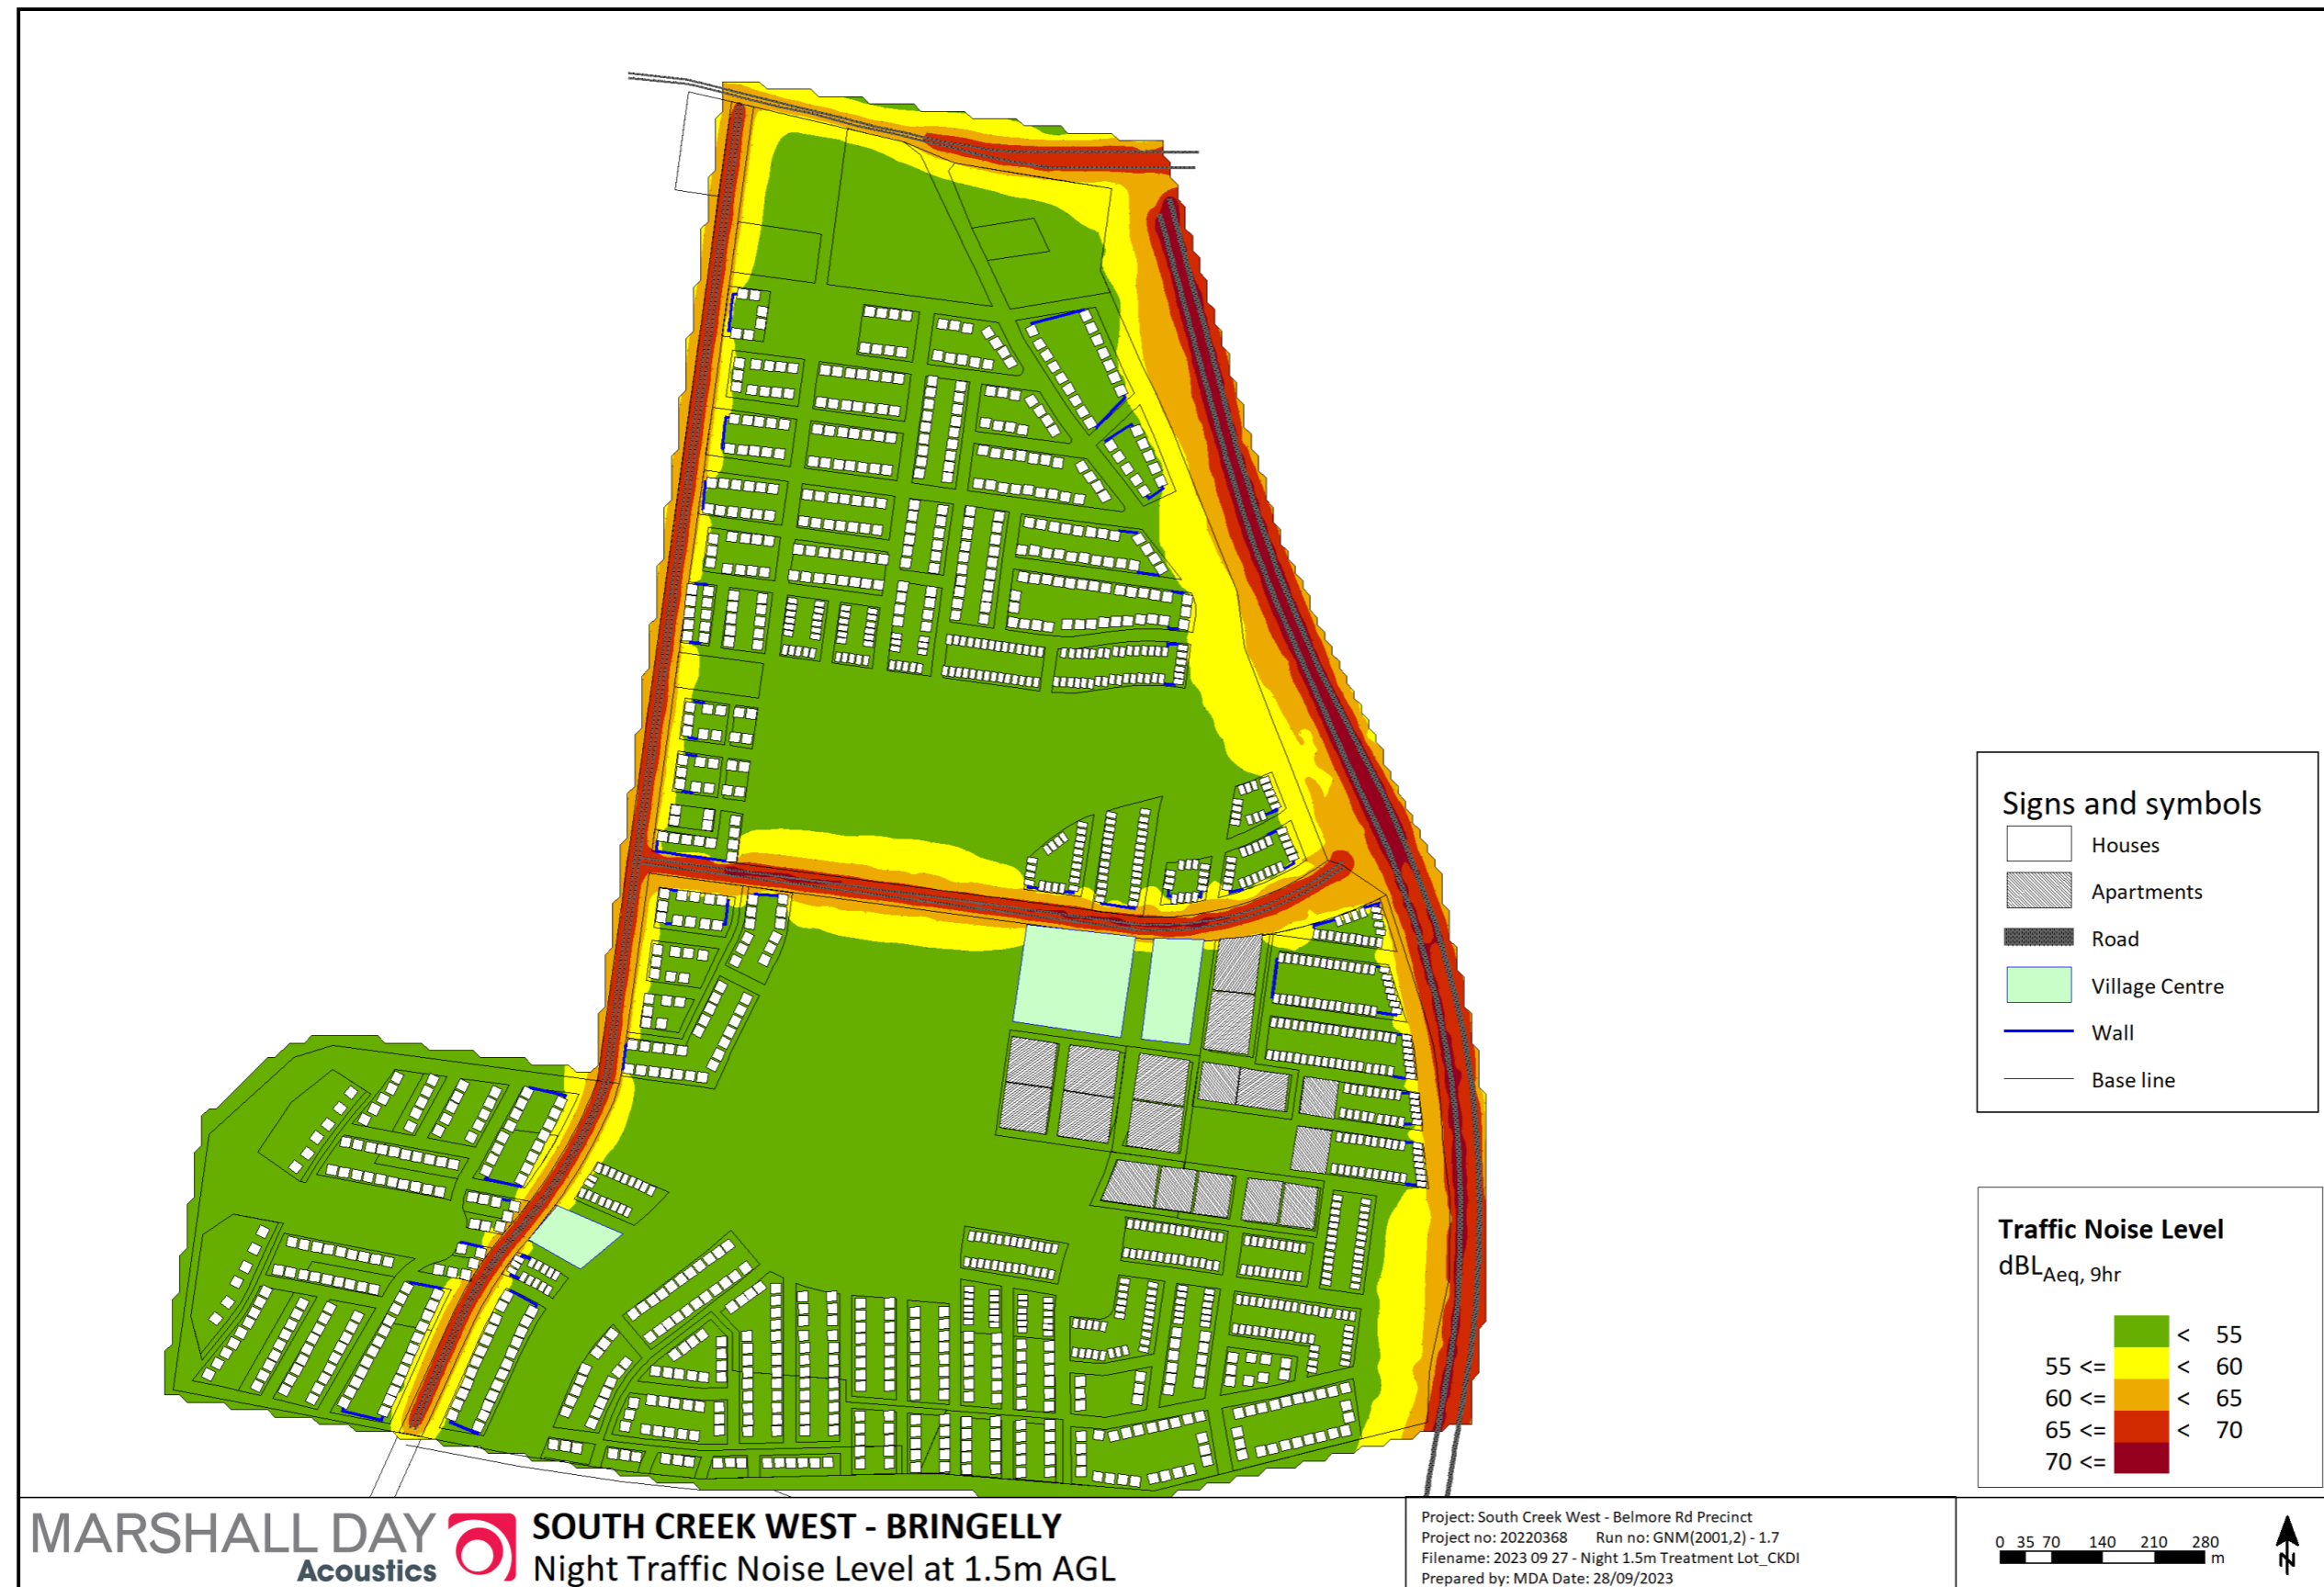 Signs and symbols
Houses
Apartments
Road
Village Centre
Wall
Base line
Traffic Noise Level
dBL Aeq, 9hr
< 55
55 <= < 60
60 <= < 65
65 <= < 70
70 <=
MARSHALL DAY
Acoustics
SOUTH CREEK WEST - BRINGELLY
Night Traffic Noise Level at 1.5m AGL
Project: South Creek West - Belmore Rd Precinct
Project no: 20220368 Run no: GNM(2001,2) - 1.7
Filename: 2023 09 27 - Night 1.5m Treatment Lot_CKDI
Prepared by: MDA Date: 28/09/2023
0 35 70 140 210 280
m
N